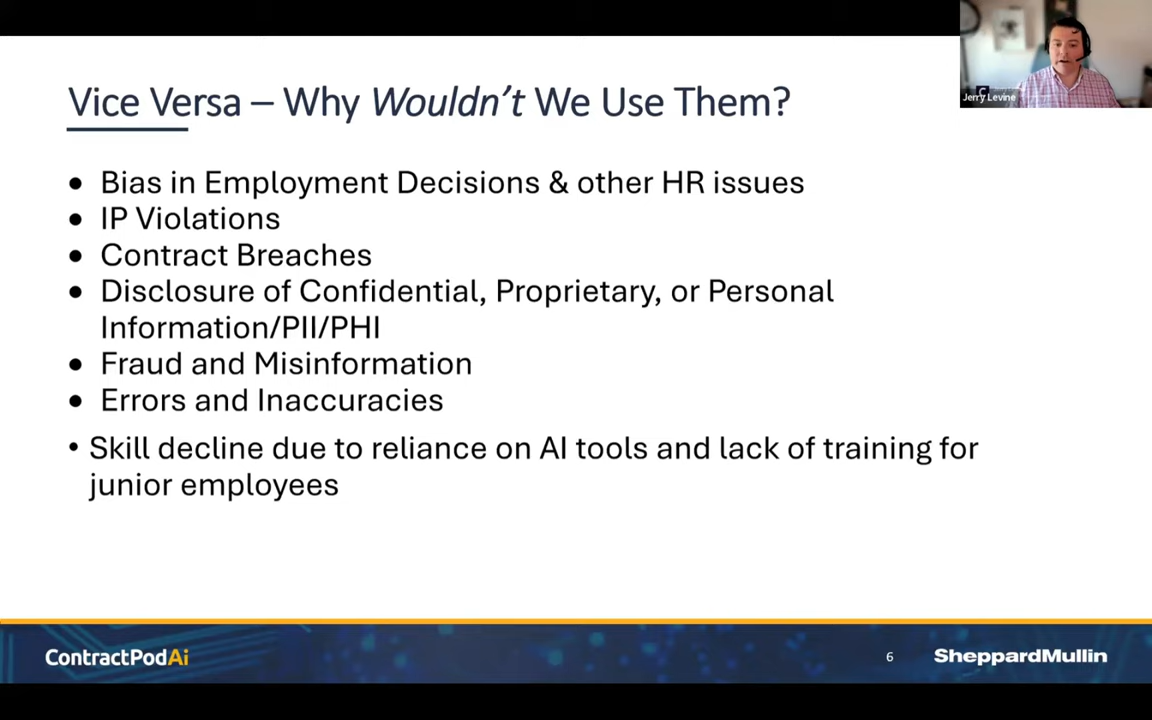 Jerry Levine
Vice Versa – Why Wouldn't We Use Them?
• Bias in Employment Decisions & other HR issues
• IP Violations
• Contract Breaches
• Disclosure of Confidential, Proprietary, or Personal
Information/PII/PHI
• Fraud and Misinformation
• Errors and Inaccuracies
• Skill decline due to reliance on AI tools and lack of training for
junior employees
ContractPodAi
6
SheppardMullin